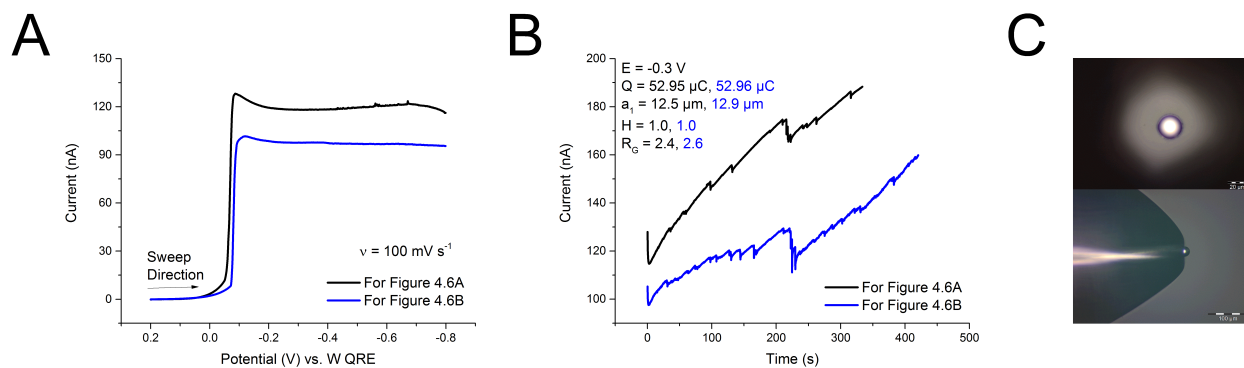 A
150
120
90
60
30
0
Current (nA)
Sweep
Direction
ν = 100 mV s⁻¹
For Figure 4.6A
For Figure 4.6B
0.2
0.0
-0.2
-0.4
-0.6
-0.8
Potential (V) vs. W QRE
B
200
180
160
140
120
100
Current (nA)
E = -0.3 V
Q = 52.95 μC, 52.96 μC
a₁ = 12.5 μm, 12.9 μm
H = 1.0, 1.0
R_G = 2.4, 2.6
For Figure 4.6A
For Figure 4.6B
0
100
200
300
400
500
Time (s)
C
20 μm
100 μm